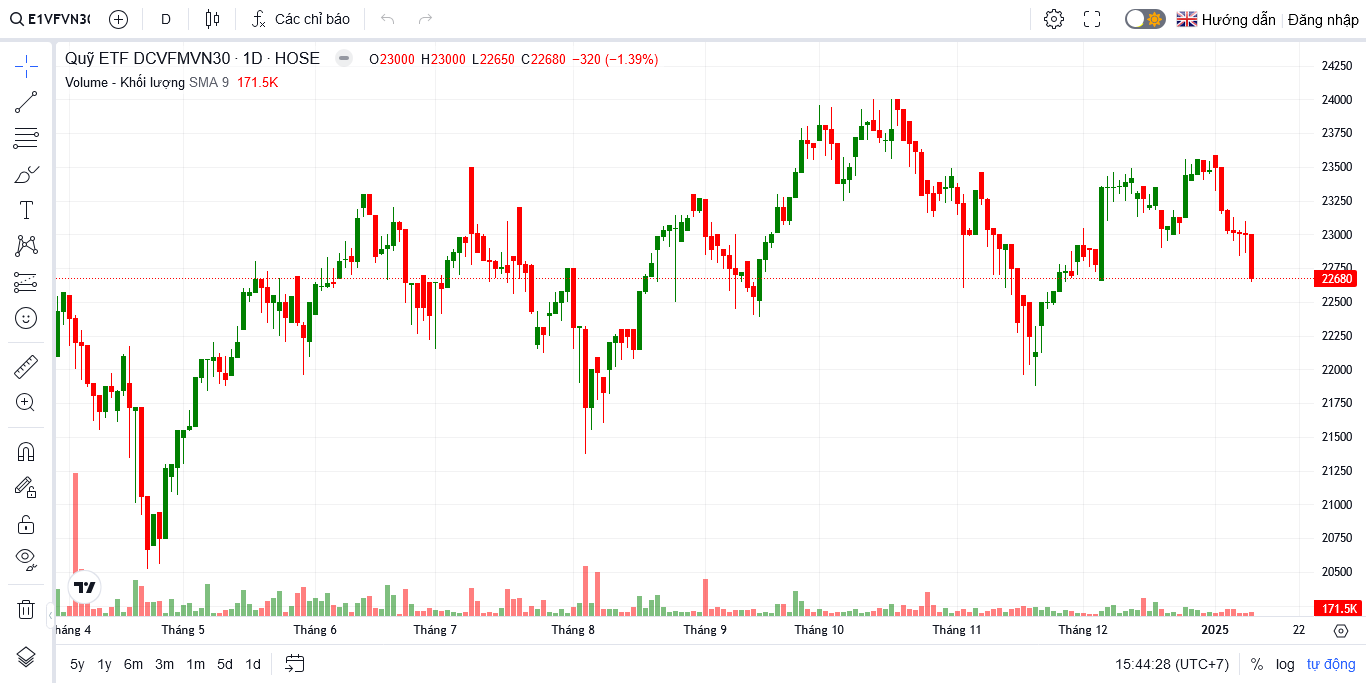 E1VFVN30 D Các chỉ báo Hướng dẫn Đăng nhập
Quỹ ETF DCVFMVN30 · 1D · HOSE O23000 H23000 L22650 C22680 −320 (−1.39%)
Volume - Khối lượng SMA 9 171.5K
24250
24000
23750
23500
23250
23000
22750
22680
22500
22250
22000
21750
21500
21250
21000
20750
20500
171.5K
háng 4 Tháng 5 Tháng 6 Tháng 7 Tháng 8 Tháng 9 Tháng 10 Tháng 11 Tháng 12 2025 22
5y 1y 6m 3m 1m 5d 1d 15:44:28 (UTC+7) % log tự động